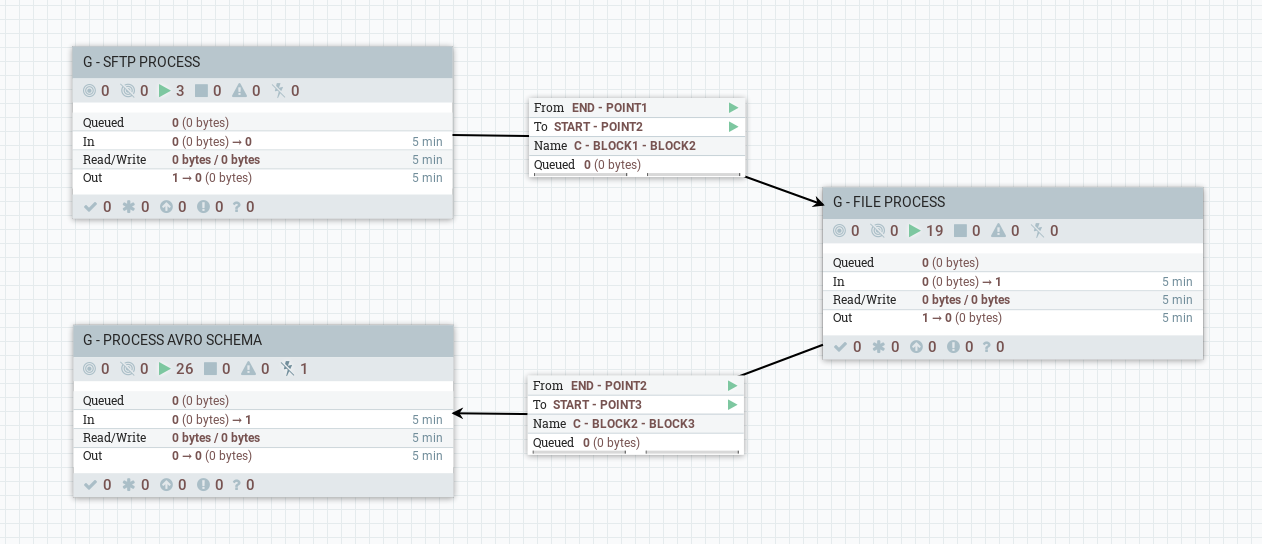 G - SFTP PROCESS
0 0 3 0 0 0
Queued 0 (0 bytes)
In 0 (0 bytes) → 0 5 min
Read/Write 0 bytes / 0 bytes 5 min
Out 1 → 0 (0 bytes) 5 min
0 0 0 0 ? 0
From END - POINT1
To START - POINT2
Name C - BLOCK1 - BLOCK2
Queued 0 (0 bytes)
G - FILE PROCESS
0 0 19 0 0 0
Queued 0 (0 bytes)
In 0 (0 bytes) → 1 5 min
Read/Write 0 bytes / 0 bytes 5 min
Out 1 → 0 (0 bytes) 5 min
0 0 0 0 ? 0
G - PROCESS AVRO SCHEMA
0 0 26 0 0 1
Queued 0 (0 bytes)
In 0 (0 bytes) → 1 5 min
Read/Write 0 bytes / 0 bytes 5 min
Out 0 → 0 (0 bytes) 5 min
0 0 0 0 ? 0
From END - POINT2
To START - POINT3
Name C - BLOCK2 - BLOCK3
Queued 0 (0 bytes)